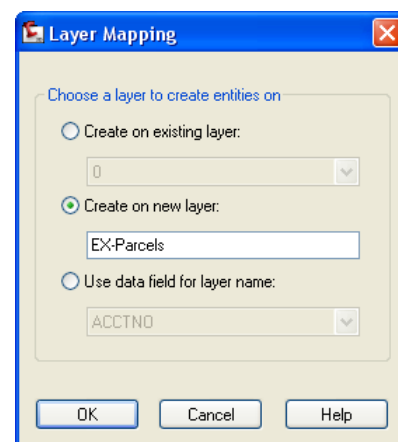 Layer Mapping
Choose a layer to create entities on
Create on existing layer:
0
Create on new layer:
EX-Parcels
Use data field for layer name:
ACCTNO
OK Cancel Help